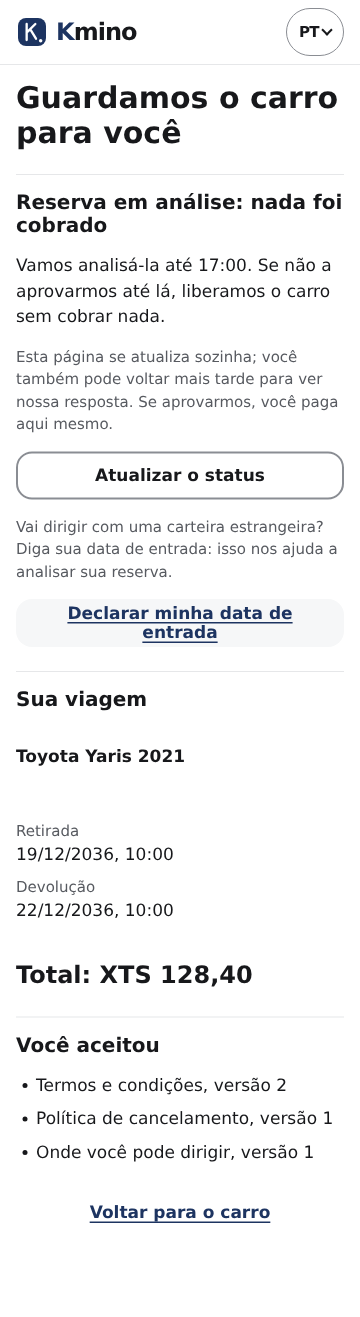 K. Kmino
PT
Guardamos o carro
para você
Reserva em análise: nada foi
cobrado
Vamos analisá-la até 17:00. Se não a
aprovarmos até lá, liberamos o carro
sem cobrar nada.
Esta página se atualiza sozinha; você
também pode voltar mais tarde para ver
nossa resposta. Se aprovarmos, você paga
aqui mesmo.
Atualizar o status
Vai dirigir com uma carteira estrangeira?
Diga sua data de entrada: isso nos ajuda a
analisar sua reserva.
Declarar minha data de
entrada
Sua viagem
Toyota Yaris 2021
Retirada
19/12/2036, 10:00
Devolução
22/12/2036, 10:00
Total: XTS 128,40
Você aceitou
• Termos e condições, versão 2
• Política de cancelamento, versão 1
• Onde você pode dirigir, versão 1
Voltar para o carro